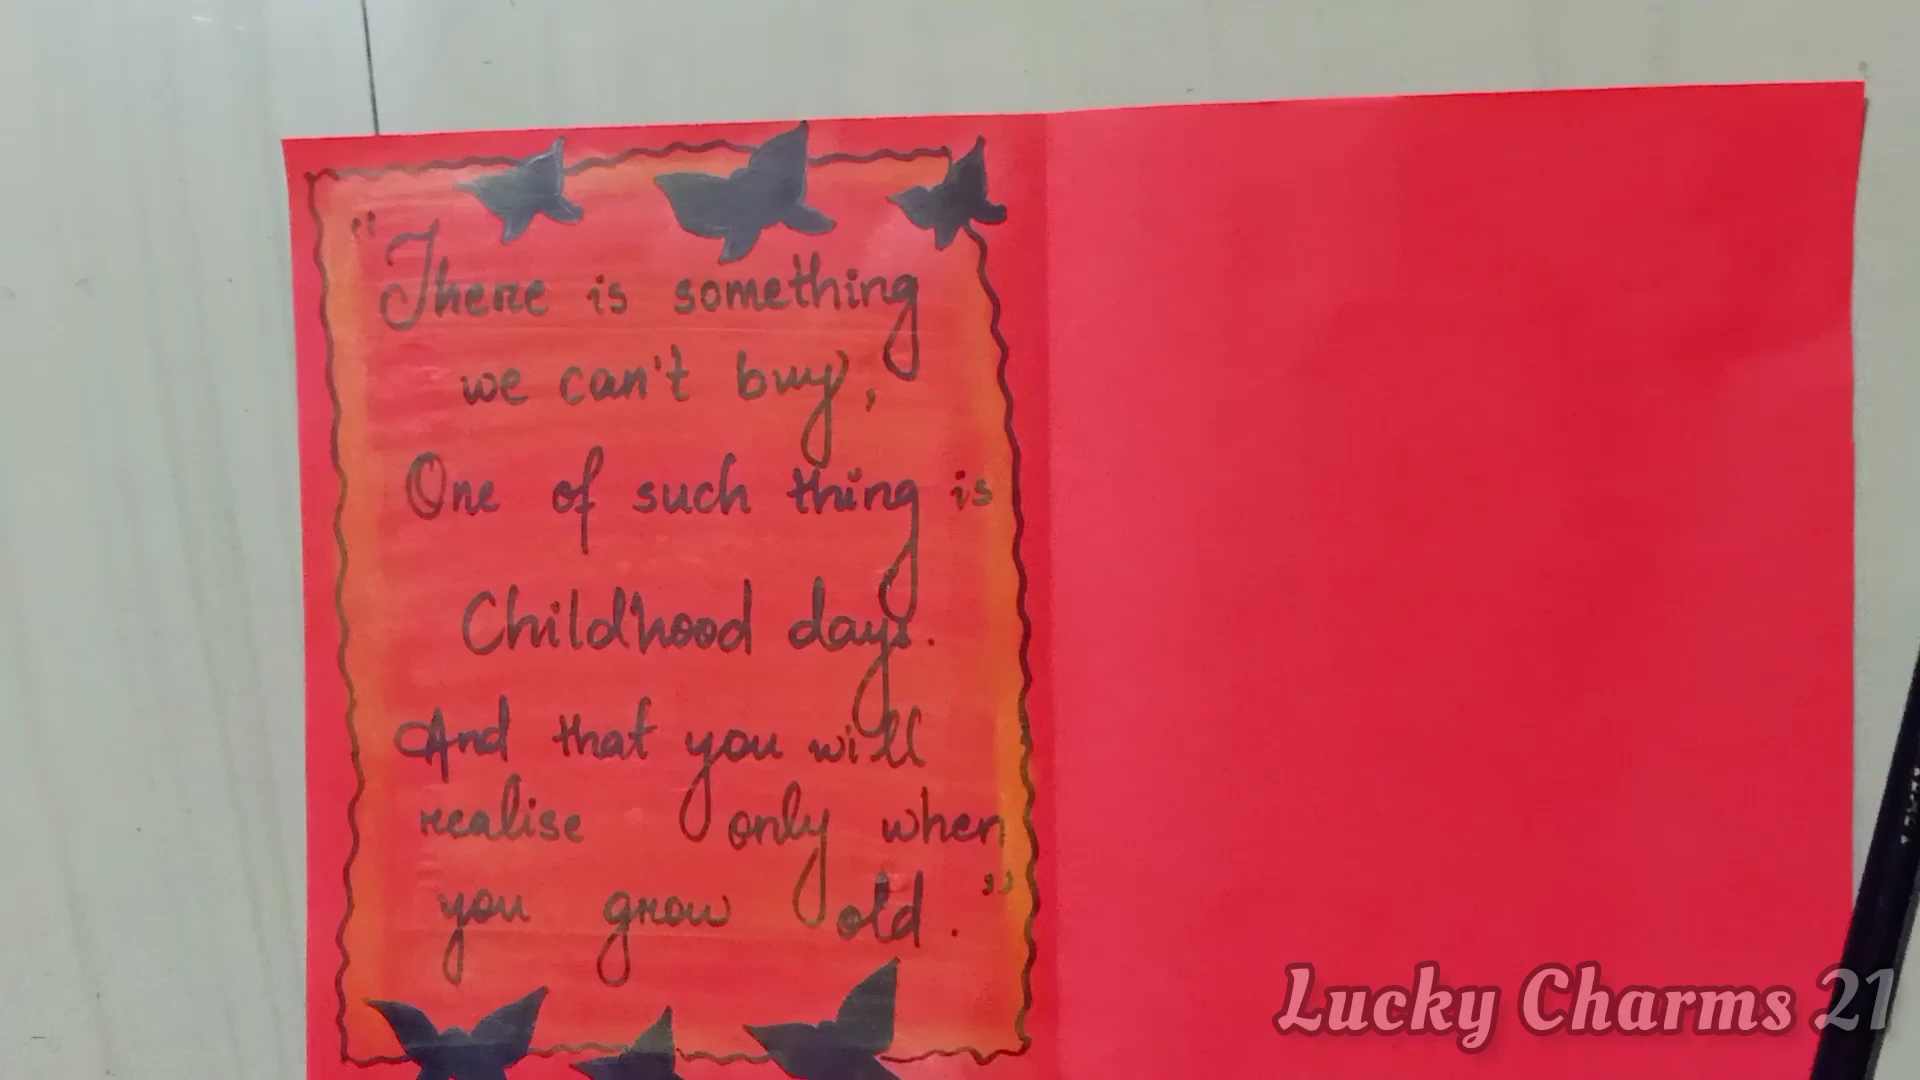 "There is something
we can't buy,
One of such thing is
Childhood days.
And that you will
realise only when
you grow old."
Lucky Charms 21